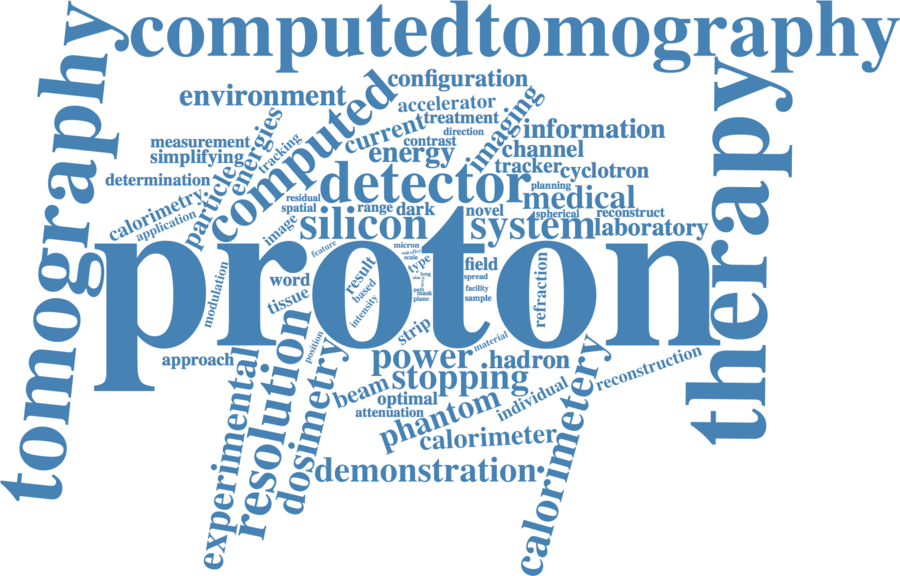 computedtomography
tomography
therapy
configuration
environment
computed
accelerator
imaging
treatment
current
direction
information
measurement
energies
tracking
contrast
channel
simplifying
energy
tracker
cyclotron
determination
particle
detector
planning
medical
calorimetry
residual
spatial
range
dark
novel
spherical
reconstruct
application
image
silicon
system
laboratory
proton
feature
micron
scale
type
field
result
word
modulation
tissue
based
intensity
spread
facility
sample
mask
plane
refraction
strip
position
material
approach
power
hadron
reconstruction
resolution
experimental
dosimetry
beam
stopping
optimal
individual
attenuation
phantom
calorimeter
calorimetery
demonstration